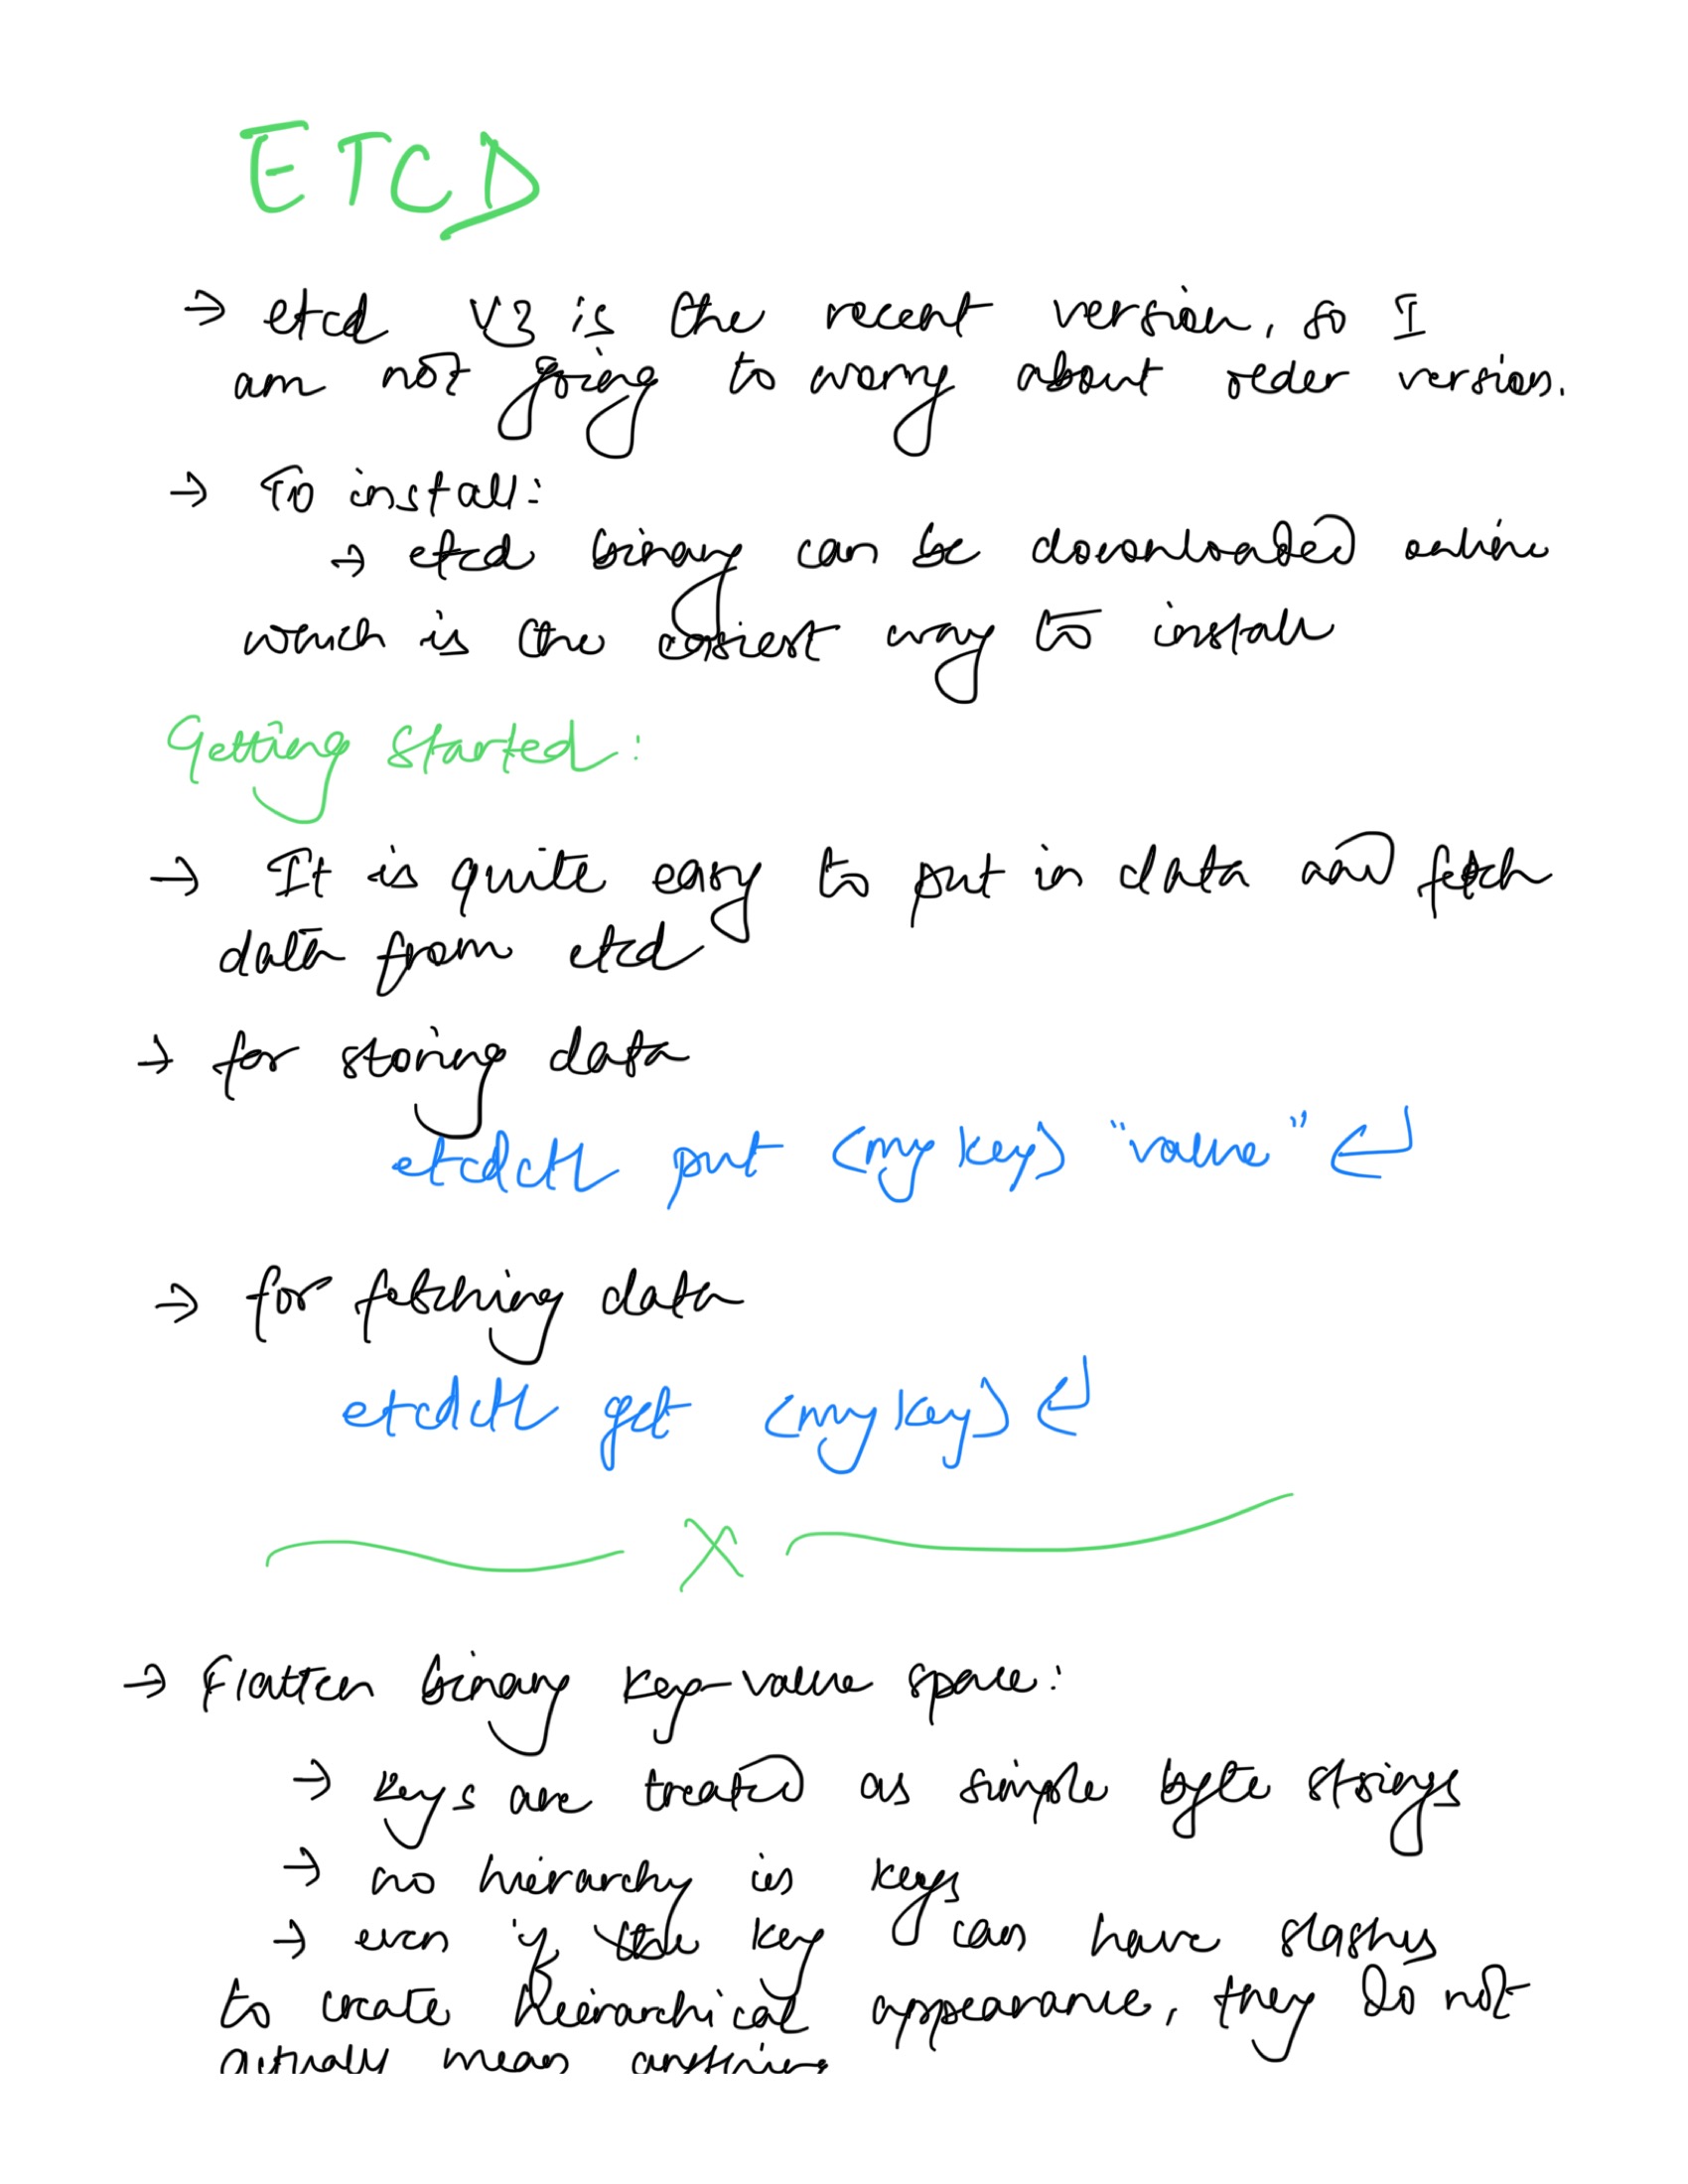 ETCD
→ etcd v3 is the recent version, so I
am not going to worry about older version.
→ To install:
→ etcd binary can be downloaded online
which is the easiest way to install
Getting started:
→ It is quite easy to put in data and fetch
data from etcd
→ for storing data
etcdctl put <my key> "value" ↵
→ for fetching data
etcdctl get <my key> ↵
X
→ Flatten binary key-value space:
→ keys are treated as simple byte strings
→ no hierarchy in keys
→ even if the key can have slashes
to create heirarchical appearance, they do not
actually mean anything